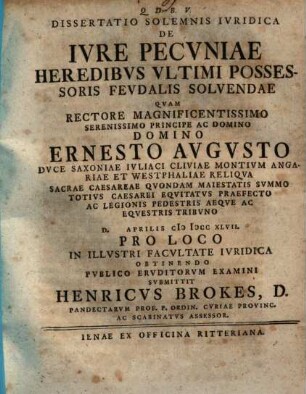 Q. D. B. V.
DISSERTATIO SOLEMNIS IVRIDICA
DE
IVRE PECVNIAE
HEREDIBVS VLTIMI POSSES-
SORIS FEVDALIS SOLVENDAE
QVAM
RECTORE MAGNIFICENTISSIMO
SERENISSIMO PRINCIPE AC DOMINO
DOMINO
ERNESTO AVGVSTO
DVCE SAXONIAE IVLIACI CLIVIAE MONTIVM ANGA-
RIAE ET WESTPHALIAE RELIQVA
SACRAE CAESAREAE QVONDAM MAIESTATIS SVMMO
TOTIVS CAESAREI EQVITATVS PRAEFECTO
AC LEGIONIS PEDESTRIS AEQVE AC
EQVESTRIS TRIBVNO
D. APRILIS CIƆ IƆCC XLVII.
PRO LOCO
IN ILLVSTRI FACVLTATE IVRIDICA
OBTINENDO
PVBLICO ERVDITORVM EXAMINI
SVBMITTIT
HENRICVS BROKES, D.
PANDECTARVM PROF. P. ORDIN. CVRIAE PROVINC.
AC SCABINATVS ASSESSOR.
IENAE EX OFFICINA RITTERIANA.